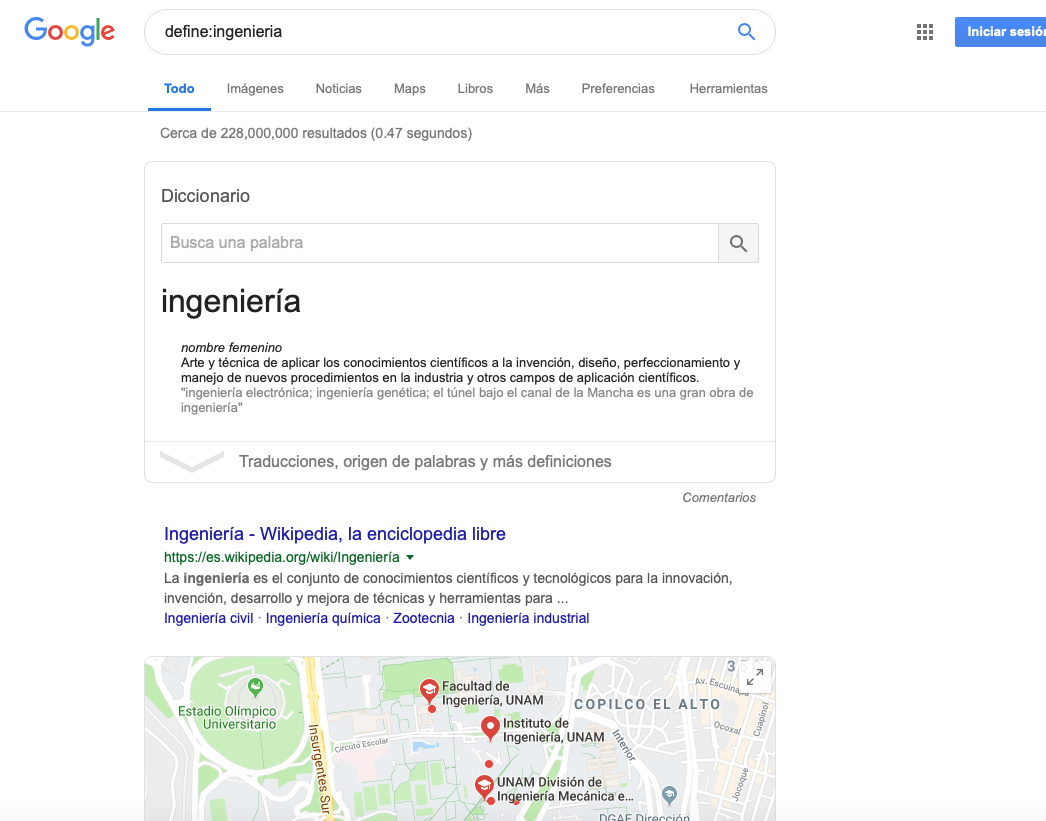 Google
define:ingenieria
Iniciar sesión
Todo Imágenes Noticias Maps Libros Más Preferencias Herramientas
Cerca de 228,000,000 resultados (0.47 segundos)
Diccionario
Busca una palabra
ingeniería
nombre femenino
Arte y técnica de aplicar los conocimientos científicos a la invención, diseño, perfeccionamiento y
manejo de nuevos procedimientos en la industria y otros campos de aplicación científicos.
"ingeniería electrónica; ingeniería genética; el túnel bajo el canal de la Mancha es una gran obra de
ingeniería"
Traducciones, origen de palabras y más definiciones
Comentarios
Ingeniería - Wikipedia, la enciclopedia libre
https://es.wikipedia.org/wiki/Ingeniería
La ingeniería es el conjunto de conocimientos científicos y tecnológicos para la innovación,
invención, desarrollo y mejora de técnicas y herramientas para ...
Ingeniería civil · Ingeniería química · Zootecnia · Ingeniería industrial
Facultad de
Ingeniería, UNAM
COPILCO EL ALTO
Estadio Olímpico
Universitario
Instituto de
Ingeniería, UNAM
Circuito Escolar
Insurgentes Sur
Interior
Av. Escuinapa
Ocoxal
Cuapinol
Jocoque
UNAM División de
Ingeniería Mecánica e...
DGAE Dirección